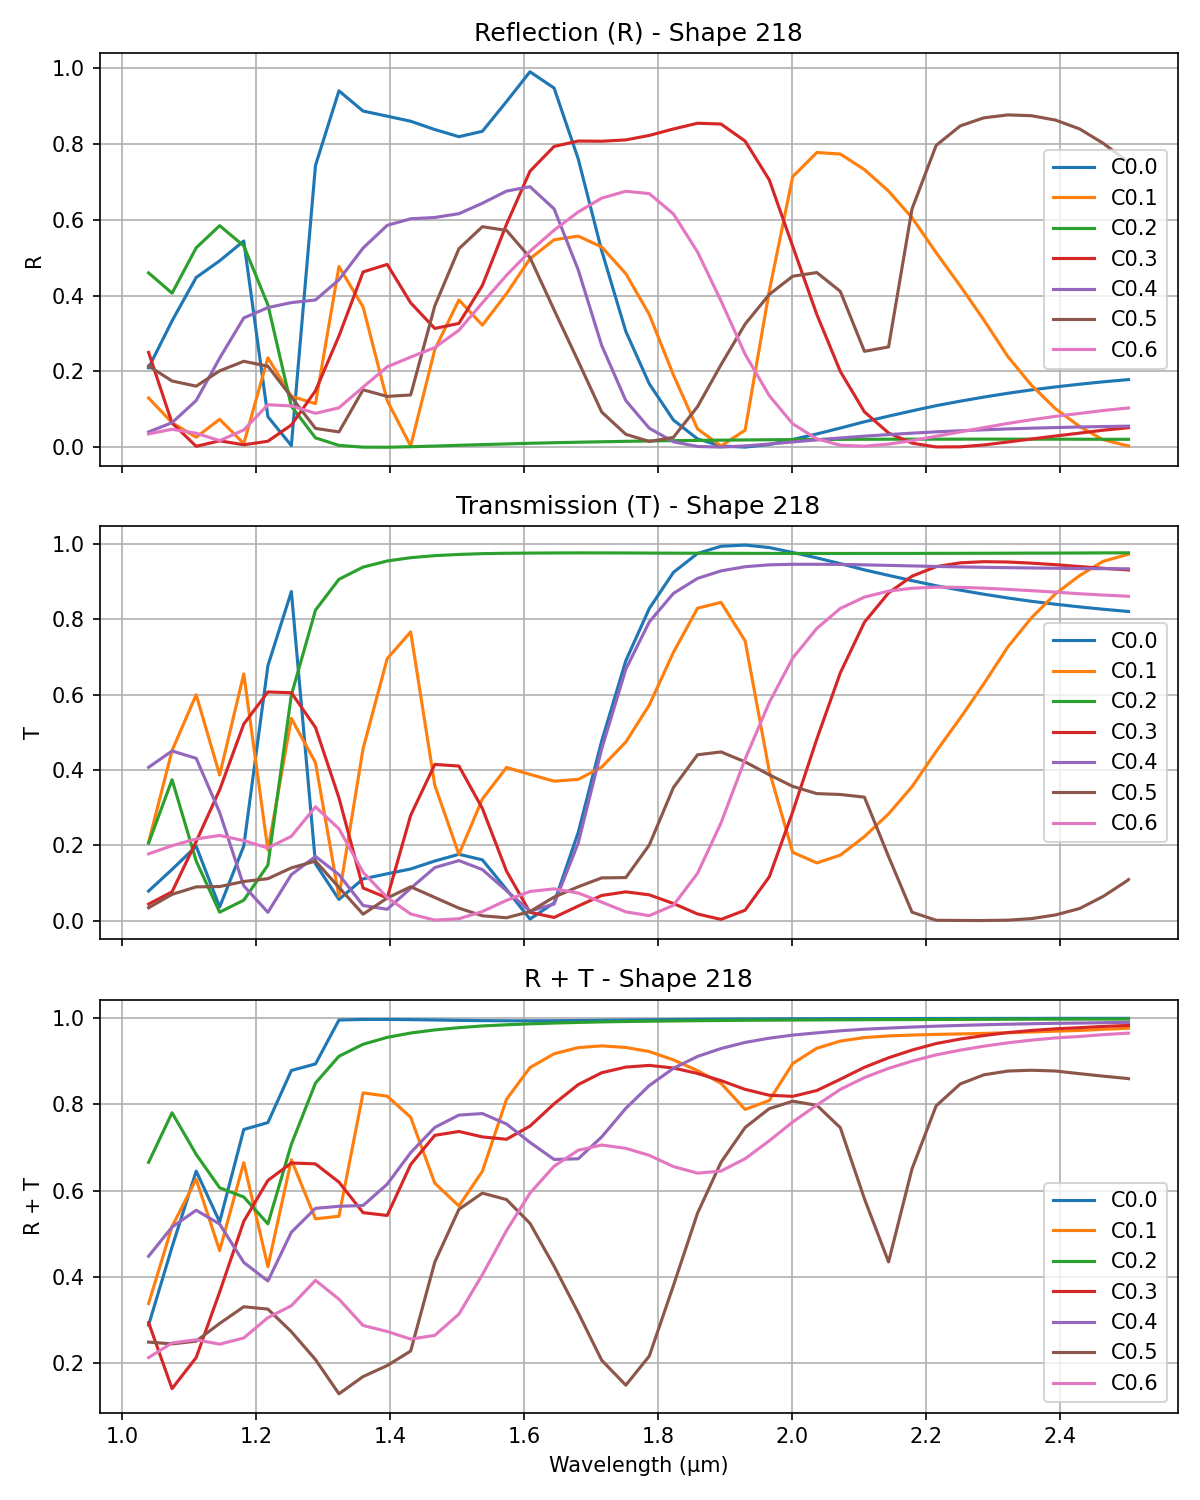 Reflection (R) - Shape 218
1.0
0.8
0.6
0.4
0.2
0.0
R
C0.0
C0.1
C0.2
C0.3
C0.4
C0.5
C0.6
Transmission (T) - Shape 218
1.0
0.8
0.6
0.4
0.2
0.0
T
C0.0
C0.1
C0.2
C0.3
C0.4
C0.5
C0.6
R + T - Shape 218
1.0
0.8
0.6
0.4
0.2
R + T
C0.0
C0.1
C0.2
C0.3
C0.4
C0.5
C0.6
1.0 1.2 1.4 1.6 1.8 2.0 2.2 2.4
Wavelength (μm)